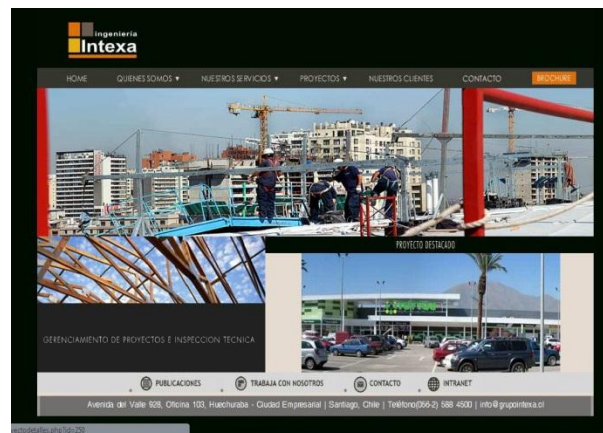 ingeniería
Intexa
HOME QUIENES SOMOS ▼ NUESTROS SERVICIOS ▼ PROYECTOS ▼ NUESTROS CLIENTES CONTACTO BROCHURE
PROYECTO DESTACADO
GERENCIAMIENTO DE PROYECTOS E INSPECCION TECNICA
PUBLICACIONES TRABAJA CON NOSOTROS CONTACTO INTRANET
Avenida del Valle 928, Oficina 103, Huechuraba - Ciudad Empresarial | Santiago, Chile | Teléfono(056-2) 588 4500 | info@grupointexa.cl